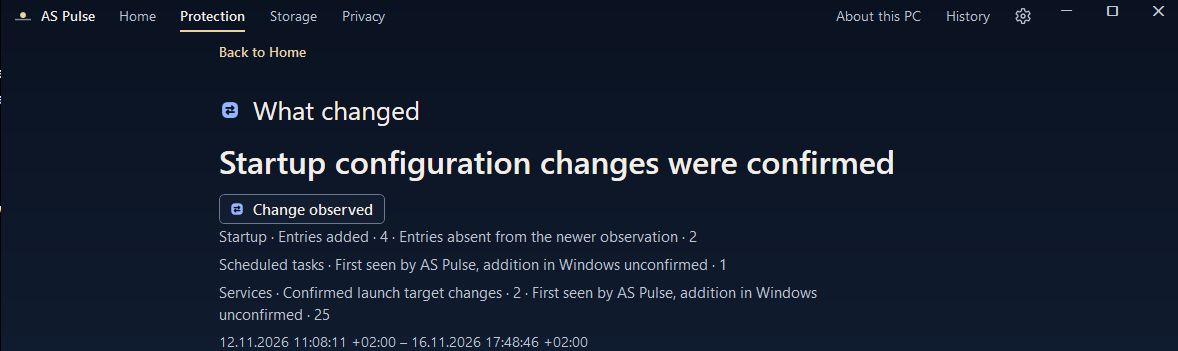 AS Pulse Home Protection Storage Privacy About this PC History
Back to Home
What changed
Startup configuration changes were confirmed
Change observed
Startup · Entries added · 4 · Entries absent from the newer observation · 2
Scheduled tasks · First seen by AS Pulse, addition in Windows unconfirmed · 1
Services · Confirmed launch target changes · 2 · First seen by AS Pulse, addition in Windows
unconfirmed · 25
12.11.2026 11:08:11 +02:00 – 16.11.2026 17:48:46 +02:00